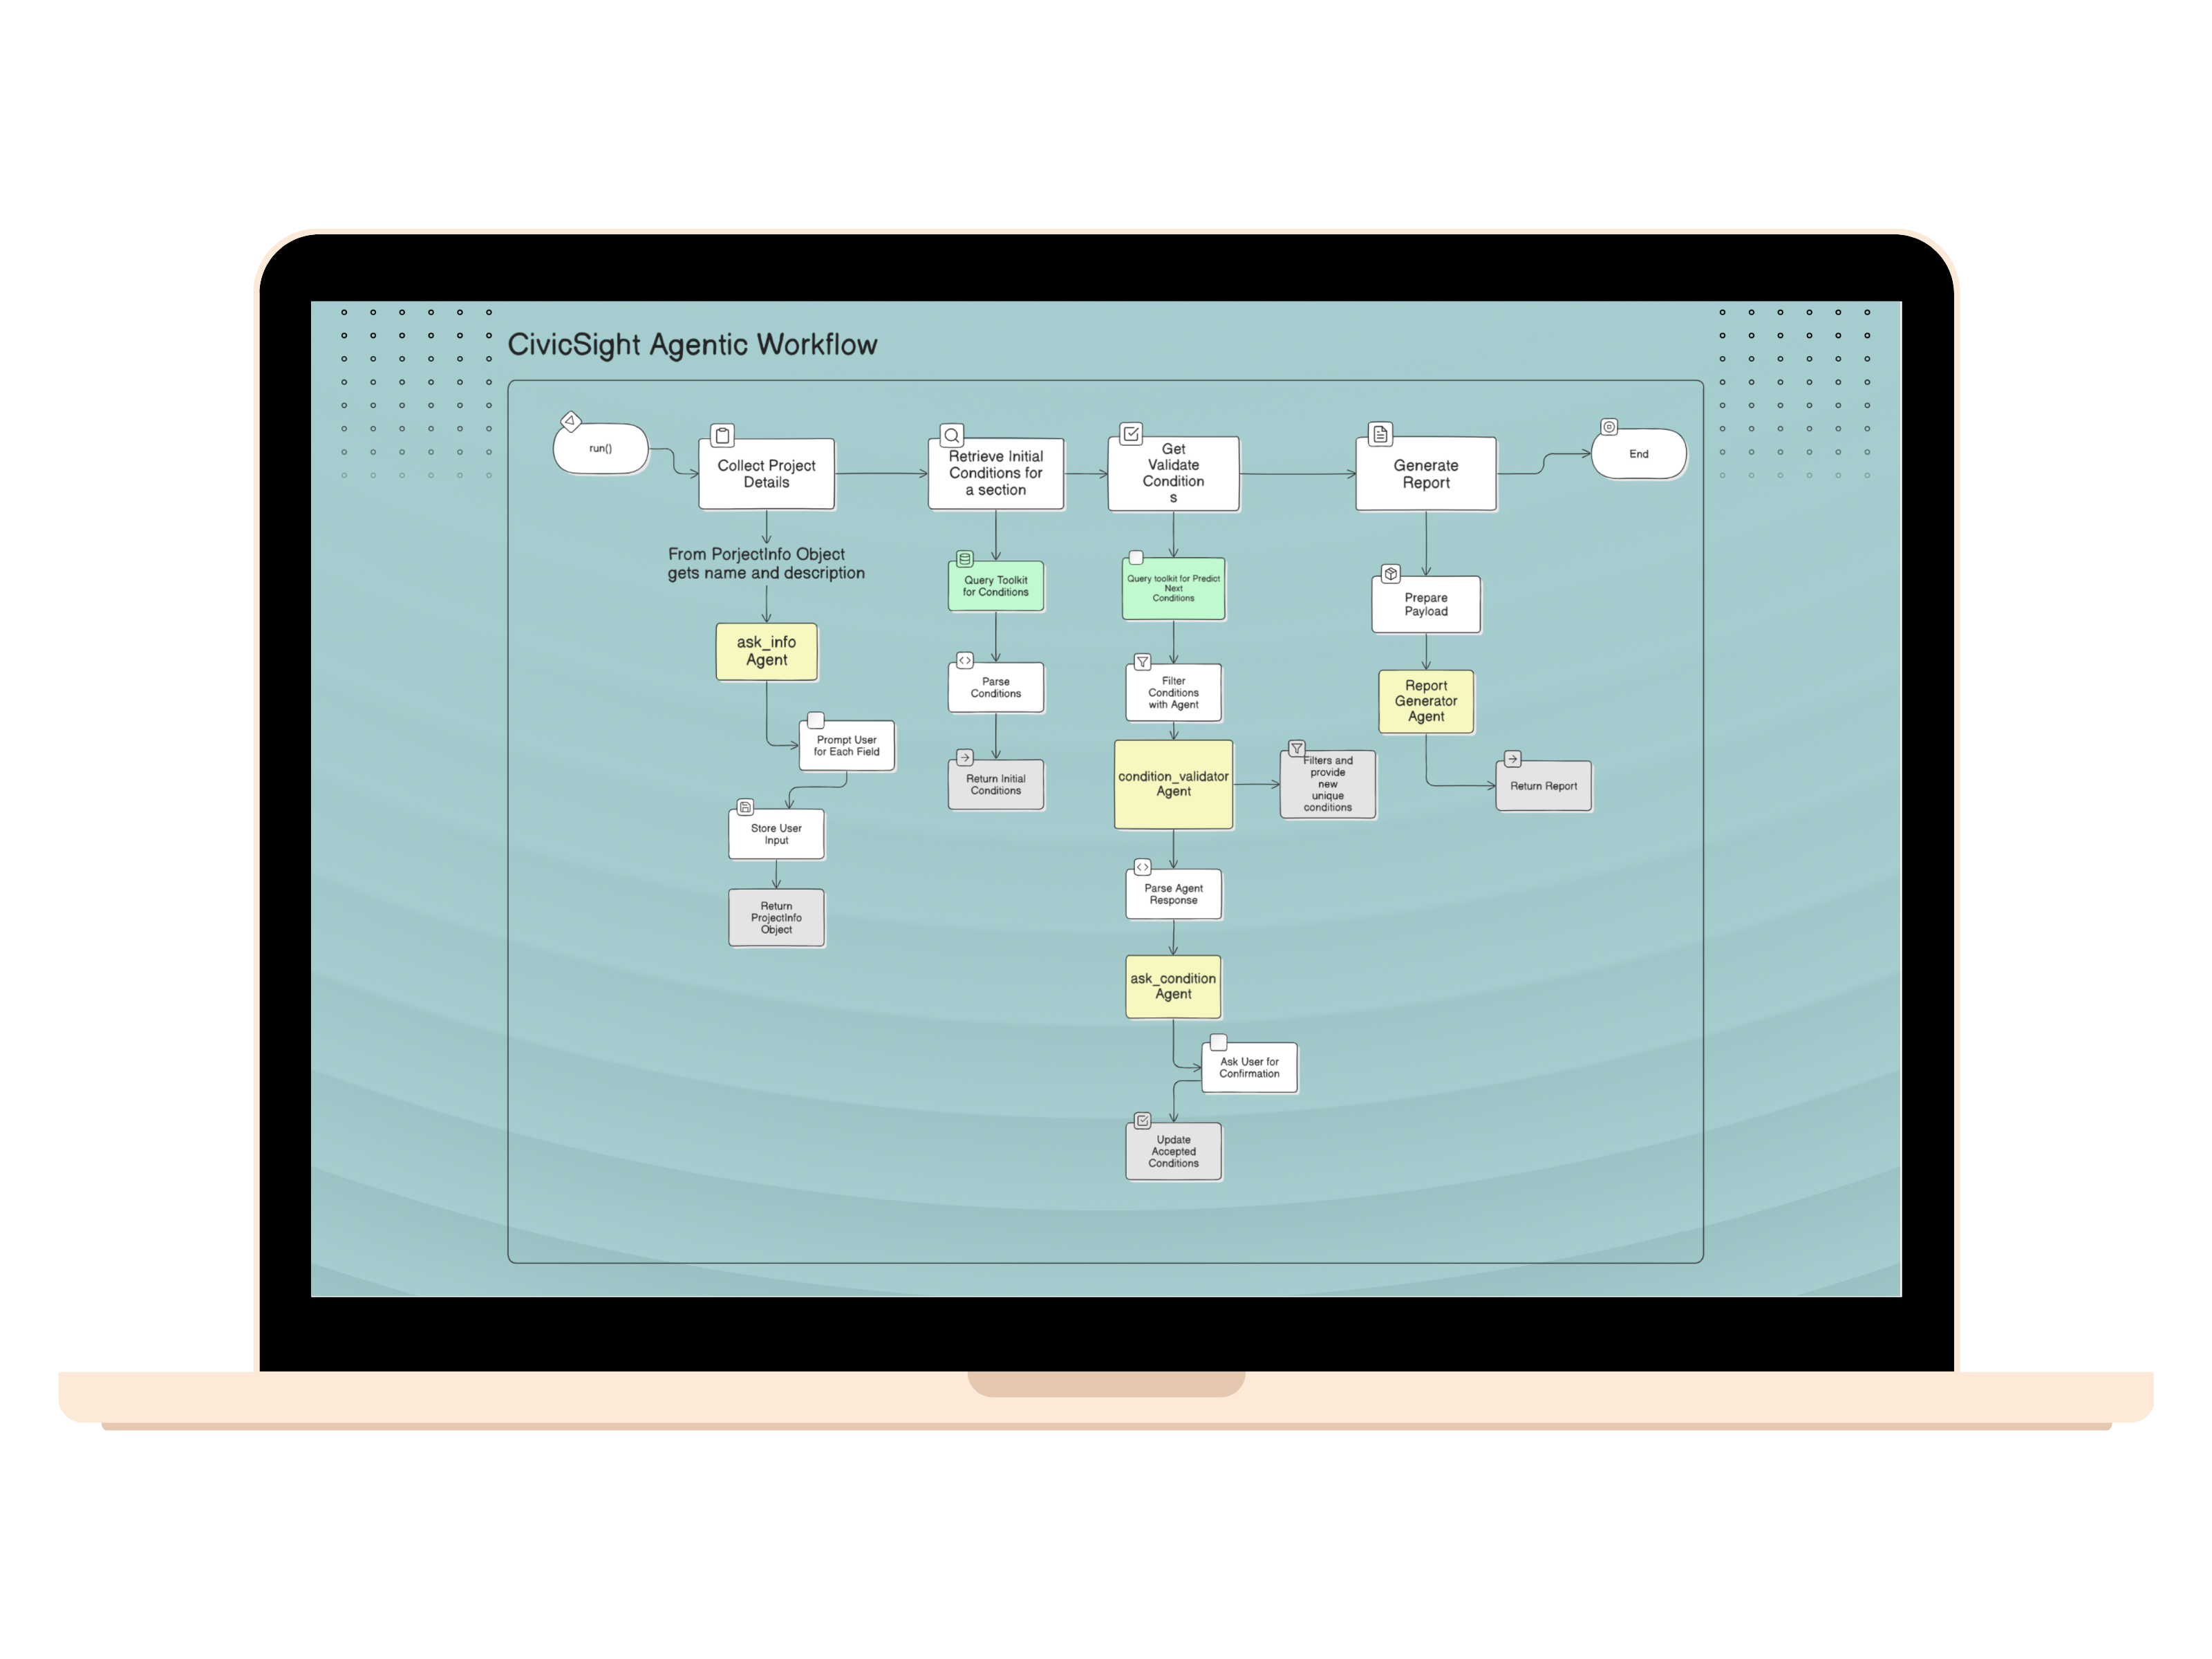 CivicSight Agentic Workflow
run()
Collect Project
Details
Retrieve Initial
Conditions for
a section
Get
Validate
Condition
s
Generate
Report
End
From PorjectInfo Object
gets name and description
ask_info
Agent
Prompt User
for Each Field
Store User
Input
Return
ProjectInfo
Object
Query Toolkit
for Conditions
Parse
Conditions
Return Initial
Conditions
Query toolkit for Predict
Next
Conditions
Filter
Conditions
with Agent
condition_validator
Agent
Filters and
provide
new
unique
conditions
Parse Agent
Response
ask_condition
Agent
Ask User for
Confirmation
Update
Accepted
Conditions
Prepare
Payload
Report
Generator
Agent
Return Report